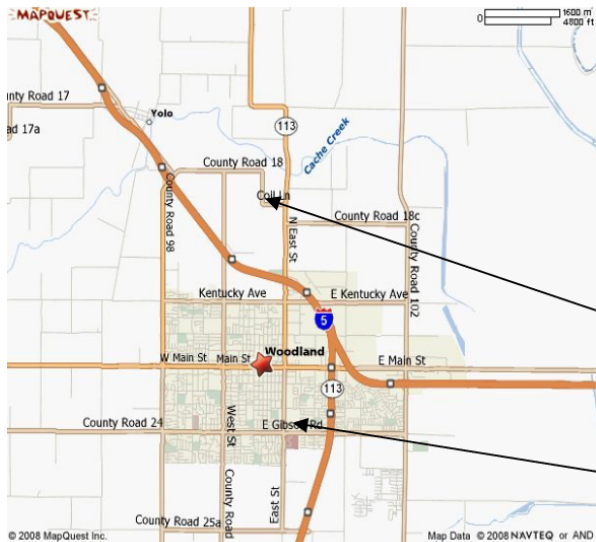 MAPQUEST
0 1600 m
4800 ft
County Road 17
Yolo
ad 17a
113
Cache Creek
County Road 18
Coll Ln
County Road 98
N East St
County Road 18c
County Road 102
Kentucky Ave
E Kentucky Ave
5
Woodland
W Main St
Main St
E Main St
113
County Road 24
West St
E Gibson Rd
County Road
East St
County Road 25a
© 2008 MapQuest Inc.
Map Data © 2008 NAVTEQ or AND